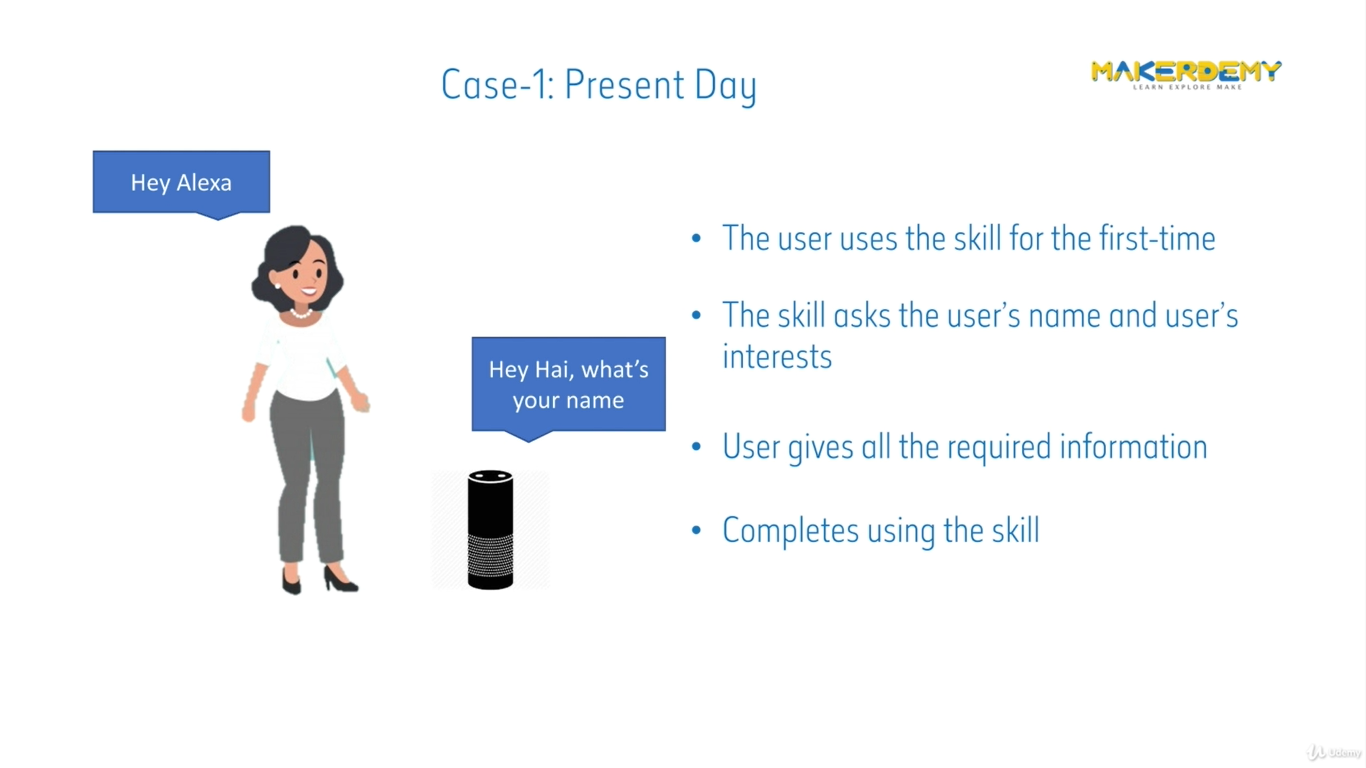 Case-1: Present Day
MAKERDEMY
LEARN EXPLORE MAKE
Hey Alexa
Hey Hai, what's
your name
• The user uses the skill for the first-time
• The skill asks the user's name and user's
interests
• User gives all the required information
• Completes using the skill
Udemy